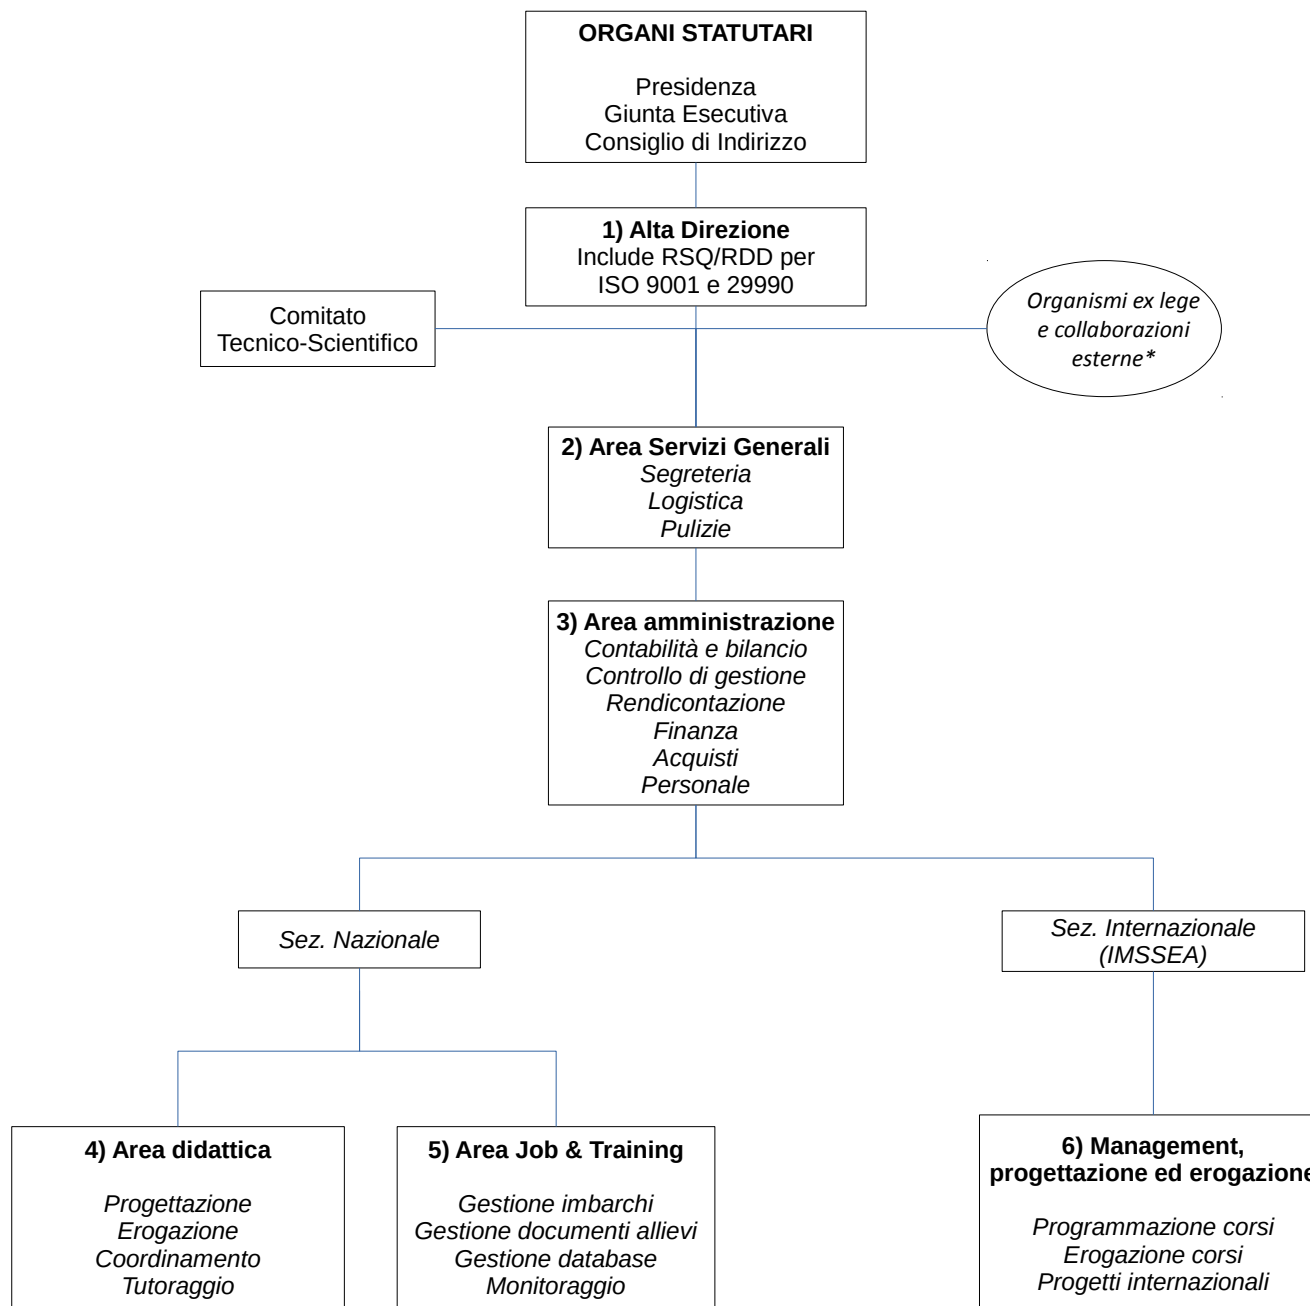 ORGANI STATUTARI
Presidenza
Giunta Esecutiva
Consiglio di Indirizzo
1) Alta Direzione
Include RSQ/RDD per
ISO 9001 e 29990
Comitato
Tecnico-Scientifico
Organismi ex lege
e collaborazioni
esterne*
2) Area Servizi Generali
Segreteria
Logistica
Pulizie
3) Area amministrazione
Contabilità e bilancio
Controllo di gestione
Rendicontazione
Finanza
Acquisti
Personale
Sez. Nazionale
Sez. Internazionale
(IMSSEA)
4) Area didattica
Progettazione
Erogazione
Coordinamento
Tutoraggio
5) Area Job & Training
Gestione imbarchi
Gestione documenti allievi
Gestione database
Monitoraggio
6) Management,
progettazione ed erogazione
Programmazione corsi
Erogazione corsi
Progetti internazionali